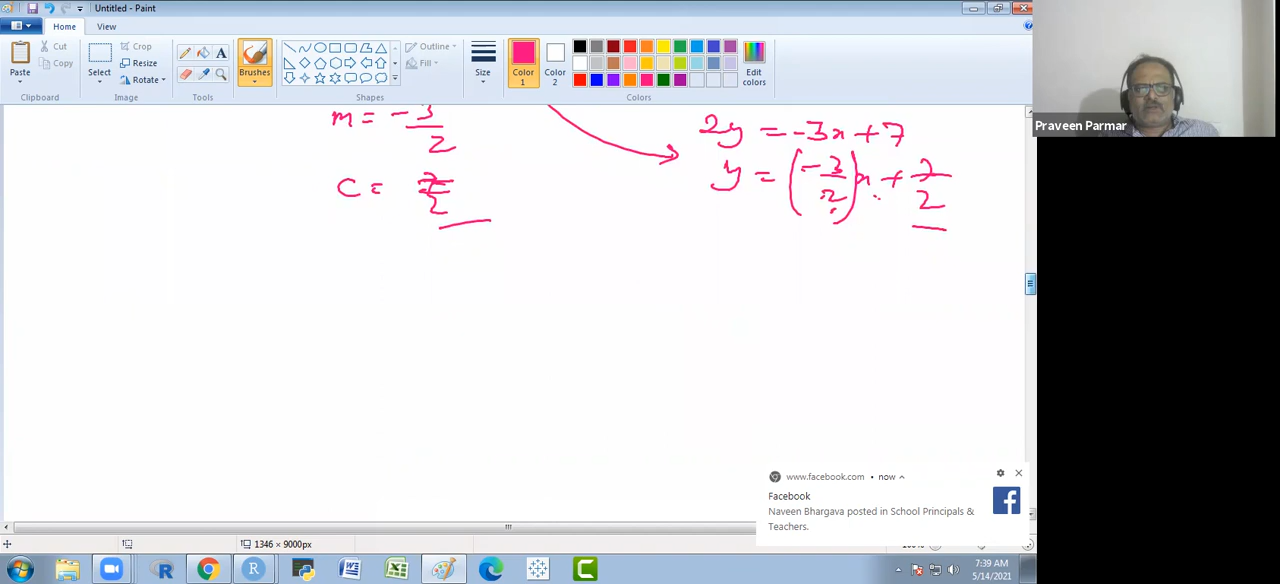 Untitled - Paint
Home
View
Paste
Cut
Copy
Clipboard
Select
Crop
Resize
Rotate
Image
Tools
Brushes
Outline
Fill
Shapes
Size
Color 1
Color 2
Edit colors
Colors
Praveen Parmar
m = -3/2
c = 7/2
2y = -3x + 7
y = (-3/2)x + 7/2
www.facebook.com • now
Facebook
Naveen Bhargava posted in School Principals &
Teachers.
1346 × 9000px
100%
7:39 AM
5/14/2021